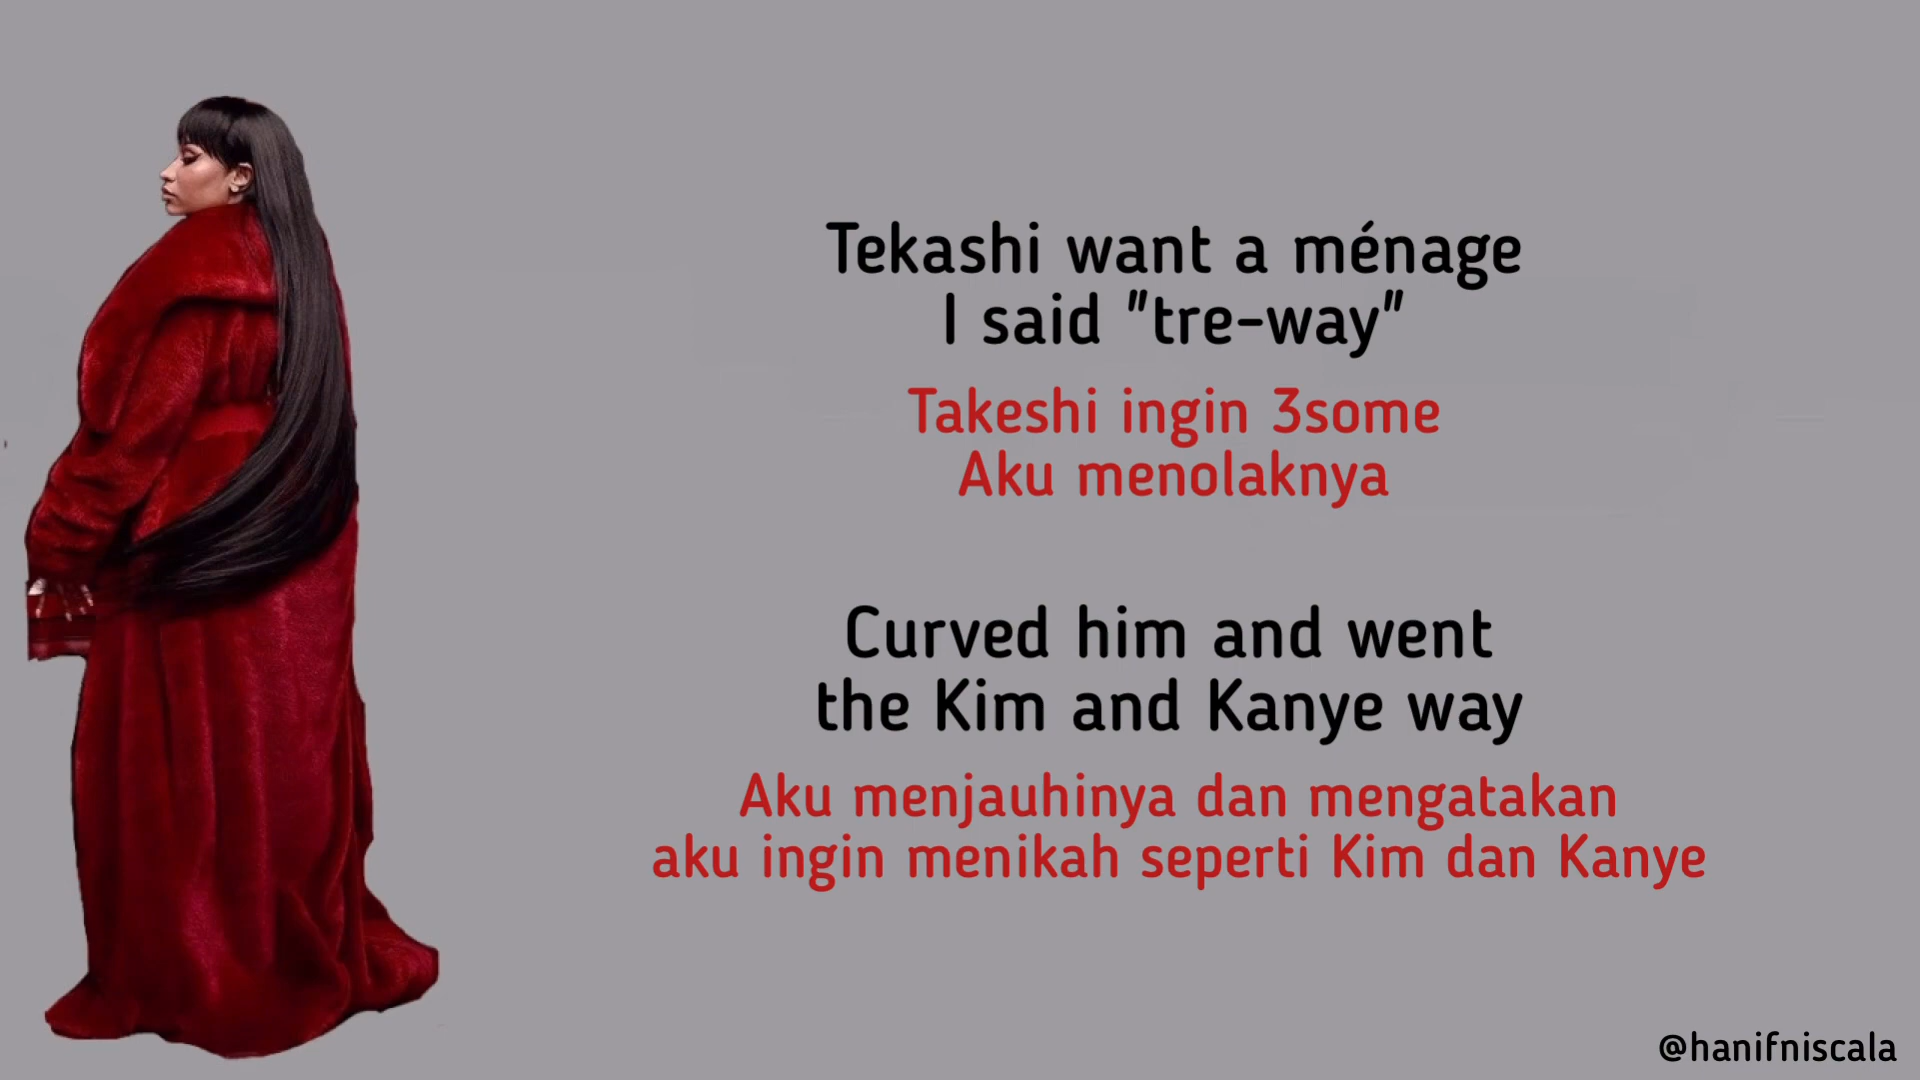 Tekashi want a ménage
I said "tre-way"
Takeshi ingin 3some
Aku menolaknya
Curved him and went
the Kim and Kanye way
Aku menjauhinya dan mengatakan
aku ingin menikah seperti Kim dan Kanye
@hanifniscala